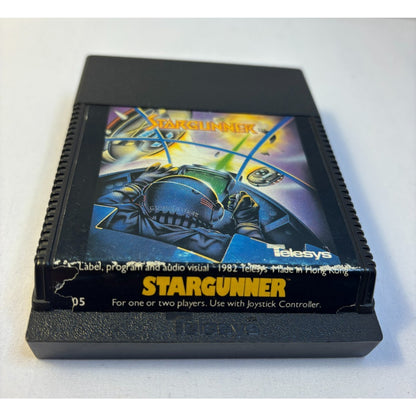 STARGUNNER
Telesys
Label, program and audio visual 1982 Telesys Made in Hong Kong
STARGUNNER
05 For one or two players. Use with Joystick Controller.
TELESYS